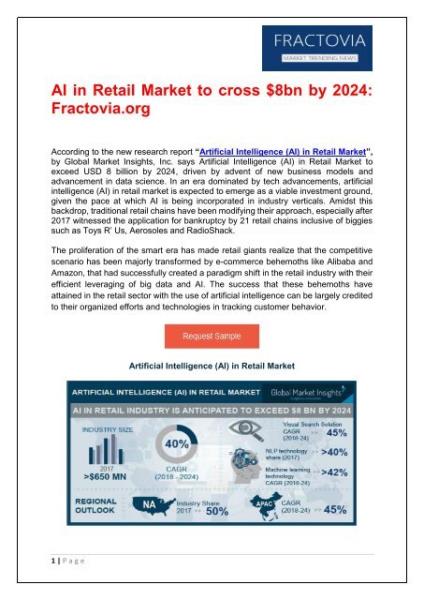 FRACTOVIA
MARKET TRENDING NEWS
AI in Retail Market to cross $8bn by 2024:
Fractovia.org
According to the new research report "Artificial Intelligence (AI) in Retail Market",
by Global Market Insights, Inc. says Artificial Intelligence (AI) in Retail Market to
exceed USD 8 billion by 2024, driven by advent of new business models and
advancement in data science. In an era dominated by tech advancements, artificial
intelligence (AI) in retail market is expected to emerge as a viable investment ground,
given the pace at which AI is being incorporated in industry verticals. Amidst this
backdrop, traditional retail chains have been modifying their approach, especially after
2017 witnessed the application for bankruptcy by 21 retail chains inclusive of biggies
such as Toys R' Us, Aerosoles and RadioShack.
The proliferation of the smart era has made retail giants realize that the competitive
scenario has been majorly transformed by e-commerce behemoths like Alibaba and
Amazon, that had successfully created a paradigm shift in the retail industry with their
efficient leveraging of big data and AI. The success that these behemoths have
attained in the retail sector with the use of artificial intelligence can be largely credited
to their organized efforts and technologies in tracking customer behavior.
Request Sample
Artificial Intelligence (AI) in Retail Market
ARTIFICIAL INTELLIGENCE (AI) IN RETAIL MARKET
Global Market Insights
AI IN RETAIL INDUSTRY IS ANTICIPATED TO EXCEED $8 BN BY 2024
INDUSTRY SIZE
2017
>$650 MN
40%
CAGR
(2018 - 2024)
Visual Search Solution
CAGR
(2018-24)
45%
NLP technology
share (2017)
>40%
Machine learning
technology
CAGR (2018-24)
>42%
REGIONAL
OUTLOOK
NA
Industry Share
2017
50%
APAC
CAGR
(2018-24)
45%
1 | Page